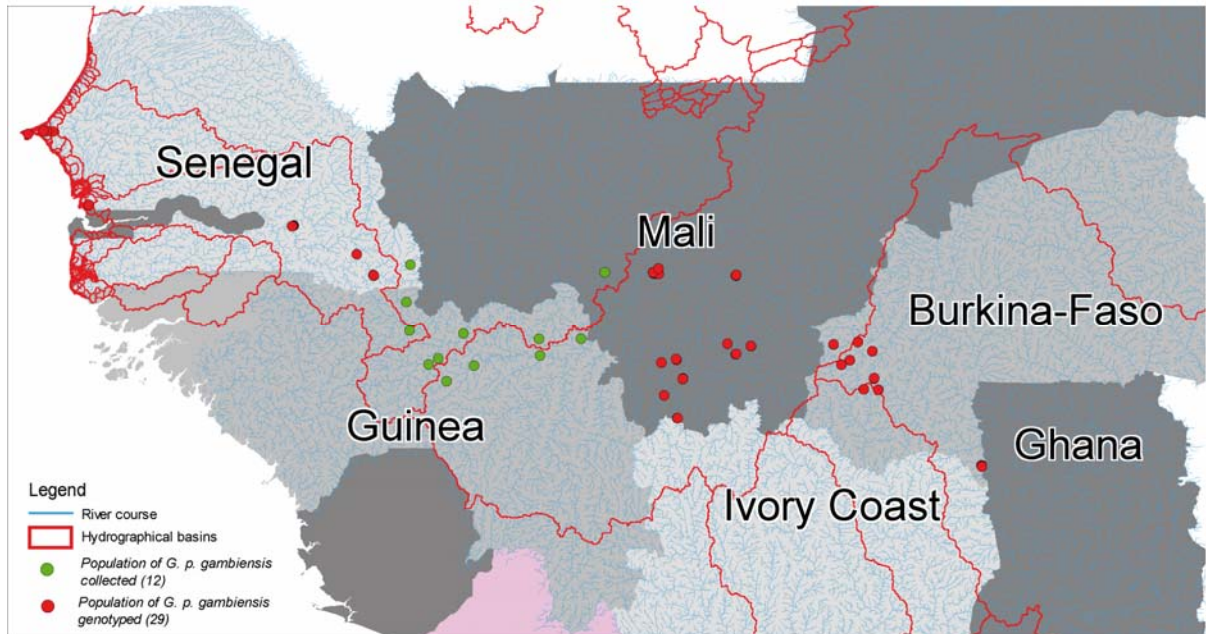 Senegal
Mali
Burkina-Faso
Guinea
Ghana
Ivory Coast
Legend
River course
Hydrographical basins
Population of G. p. gambiensis
collected (12)
Population of G. p. gambiensis
genotyped (29)